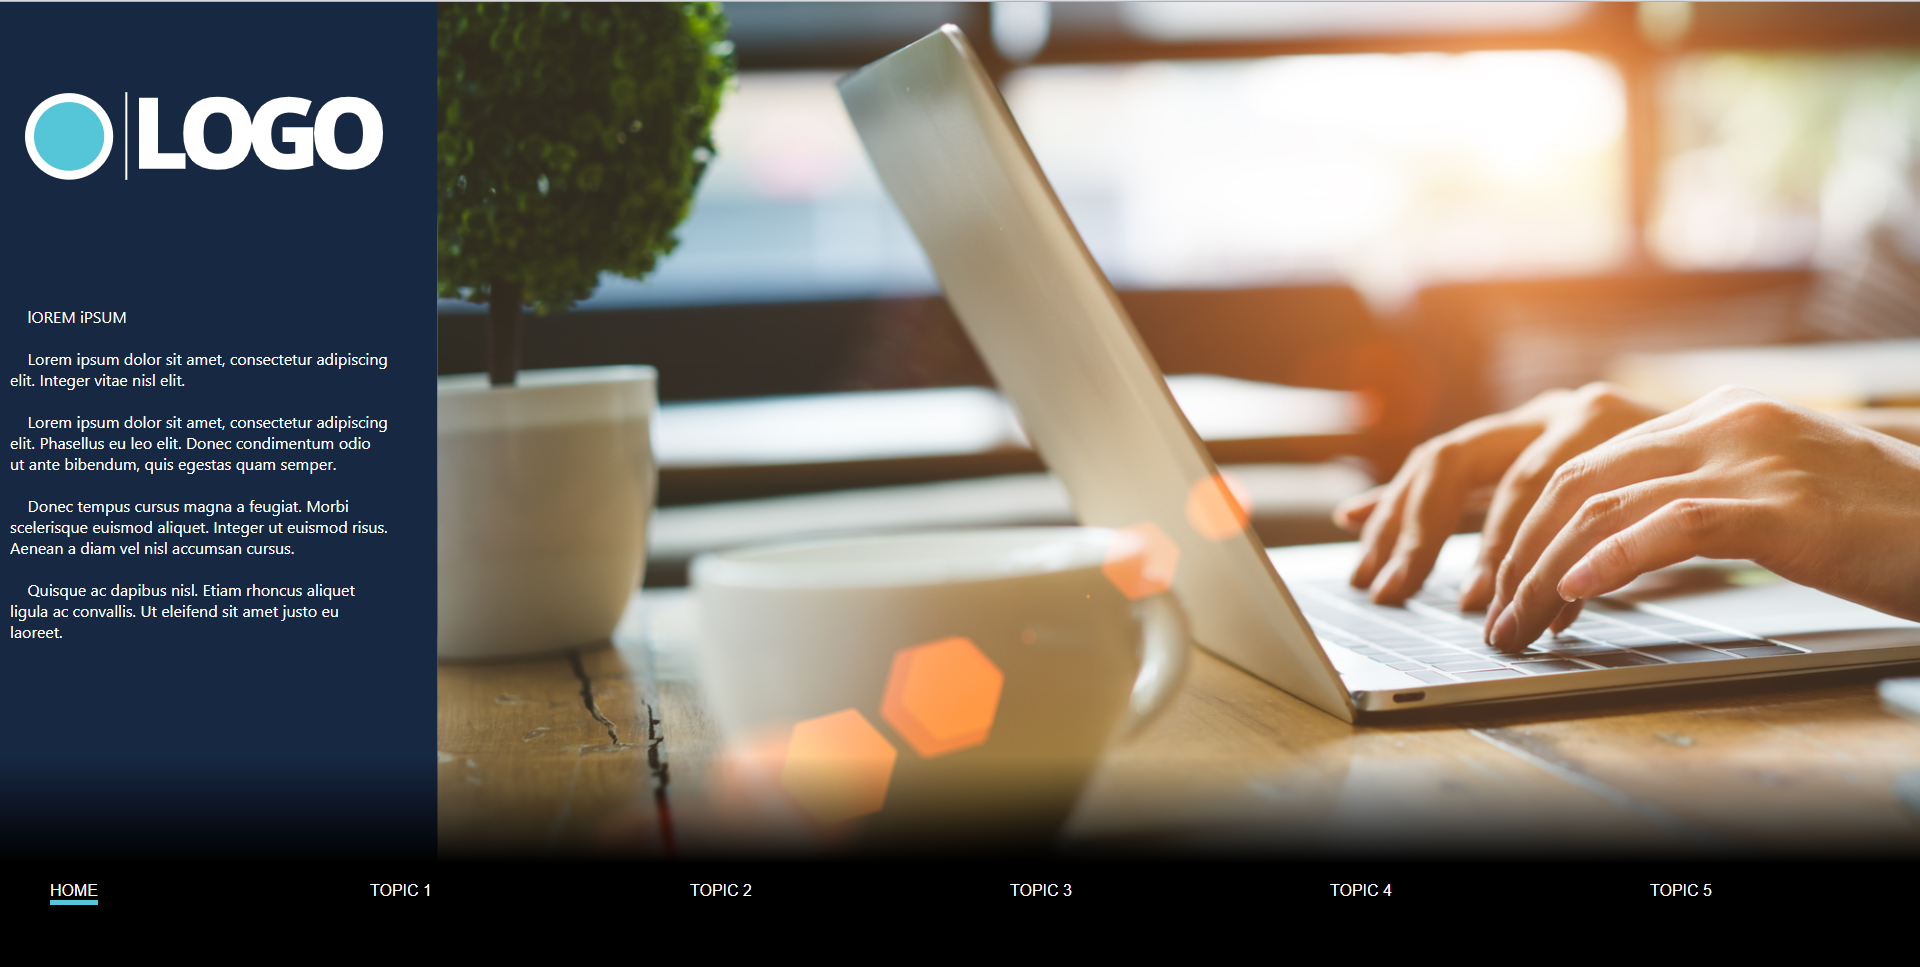 LOGO
lOREM iPSUM
Lorem ipsum dolor sit amet, consectetur adipiscing
elit. Integer vitae nisl elit.
Lorem ipsum dolor sit amet, consectetur adipiscing
elit. Phasellus eu leo elit. Donec condimentum odio
ut ante bibendum, quis egestas quam semper.
Donec tempus cursus magna a feugiat. Morbi
scelerisque euismod aliquet. Integer ut euismod risus.
Aenean a diam vel nisl accumsan cursus.
Quisque ac dapibus nisl. Etiam rhoncus aliquet
ligula ac convallis. Ut eleifend sit amet justo eu
laoreet.
HOME
TOPIC 1
TOPIC 2
TOPIC 3
TOPIC 4
TOPIC 5